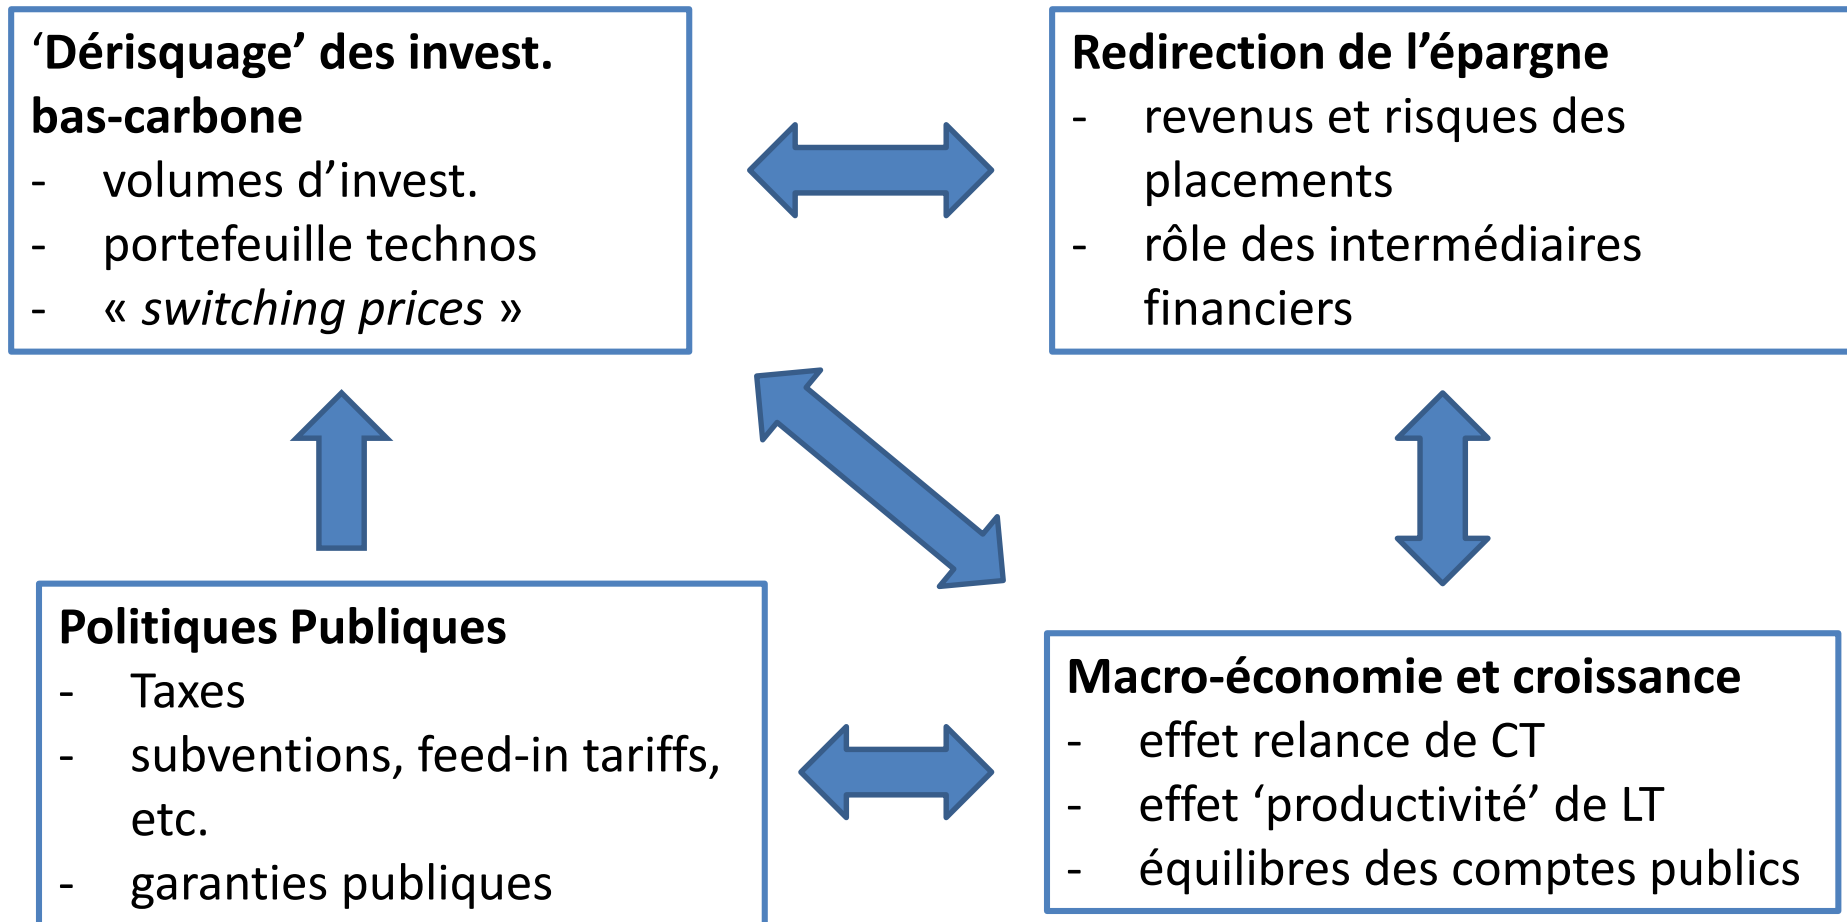 ‘Dérisquage’ des invest.
bas-carbone
- volumes d’invest.
- portefeuille technos
- « switching prices »
Redirection de l’épargne
- revenus et risques des
placements
- rôle des intermédiaires
financiers
Politiques Publiques
- Taxes
- subventions, feed-in tariffs,
etc.
- garanties publiques
Macro-économie et croissance
- effet relance de CT
- effet ‘productivité’ de LT
- équilibres des comptes publics